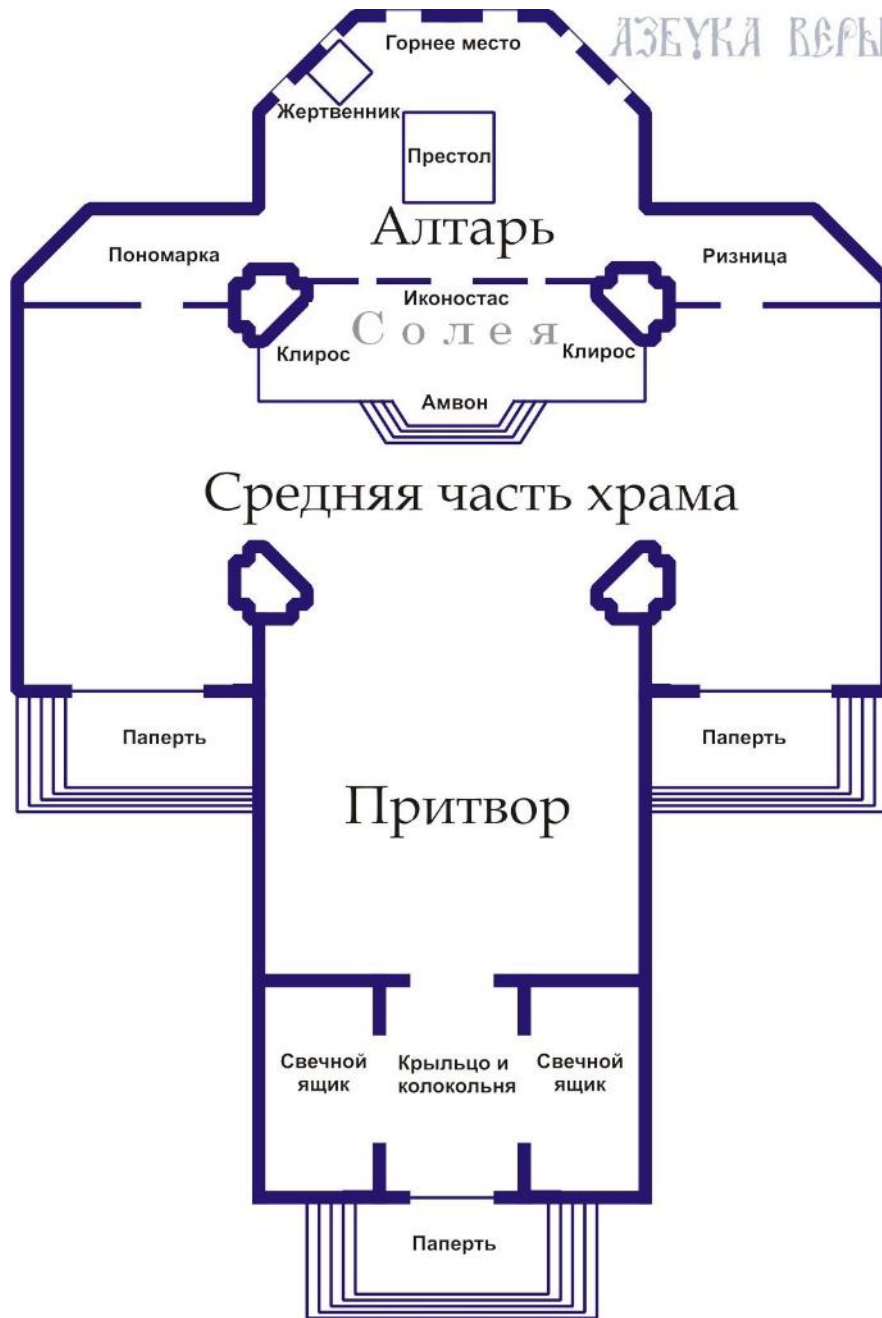 АЗБУКА ВЕРЫ
Горнее место
Жертвенник
Престол
Алтарь
Пономарка
Ризница
Иконостас
Солея
Клирос
Клирос
Амвон
Средняя часть храма
Паперть
Паперть
Притвор
Свечной
ящик
Крыльцо и
колокольня
Свечной
ящик
Паперть